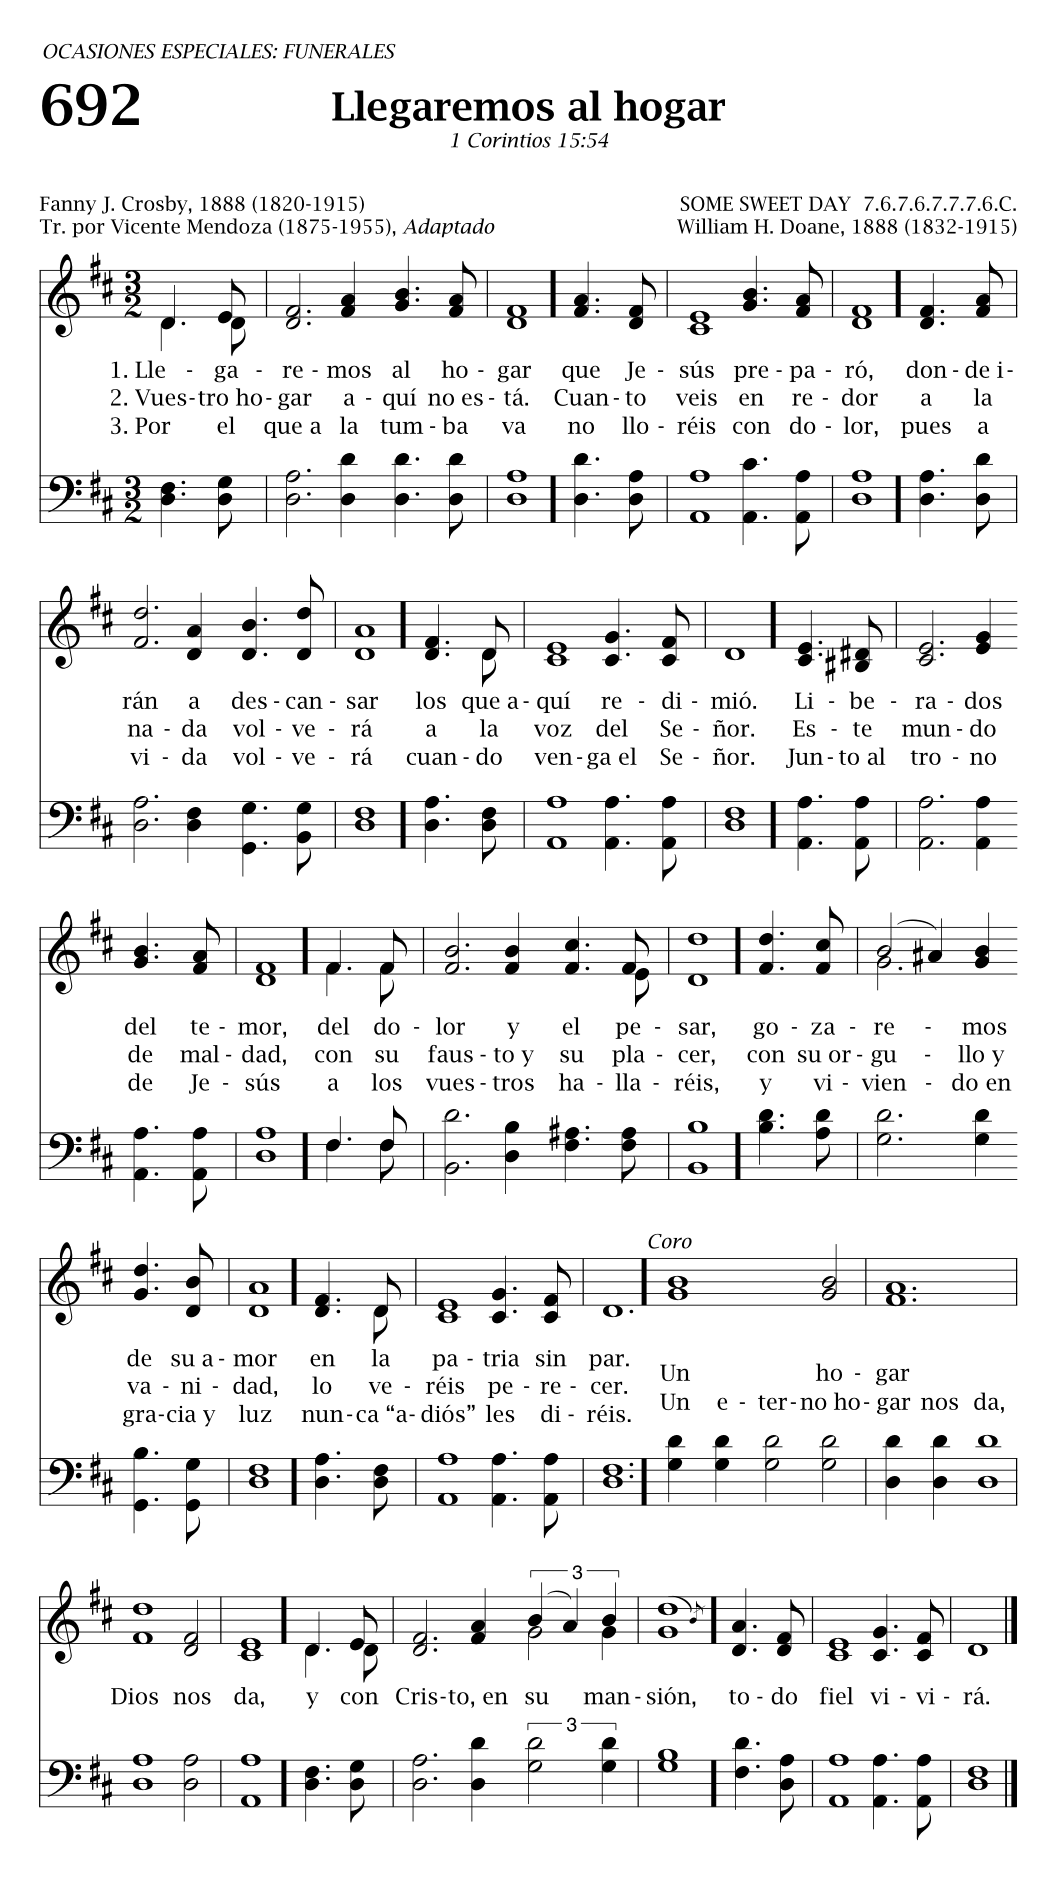 OCASIONES ESPECIALES: FUNERALES
692
Llegaremos al hogar
1 Corintios 15:54
Fanny J. Crosby, 1888 (1820-1915)
SOME SWEET DAY 7.6.7.6.7.7.7.6.C.
Tr. por Vicente Mendoza (1875-1955), Adaptado
William H. Doane, 1888 (1832-1915)
1. Lle - ga - re - mos al ho - gar que Je - sús pre - pa - ró, don - de i -
2. Vues - tro ho - gar a - quí no es - tá. Cuan - to veis en re - dor a la
3. Por el que a la tum - ba va no llo - réis con do - lor, pues a
rán a des - can - sar los que a - quí re - di - mió. Li - be - ra - dos
na - da vol - ve - rá a la voz del Se - ñor. Es - te mun - do
vi - da vol - ve - rá cuan - do ven - ga el Se - ñor. Jun - to al tro - no
del te - mor, del do - lor y el pe - sar, go - za - re - mos
de mal - dad, con su faus - to y su pla - cer, con su or - gu - llo y
de Je - sús a los vues - tros ha - lla - réis, y vi - vien - do en
Coro
de su a - mor en la pa - tria sin par.
va - ni - dad, lo ve - réis pe - re - cer.
gra - cia y luz nun - ca “a - diós” les di - réis.
Un ho - gar
Un e - ter - no ho - gar nos da,
3
Dios nos da, y con Cris - to, en su man - sión, to - do fiel vi - vi - rá.
3